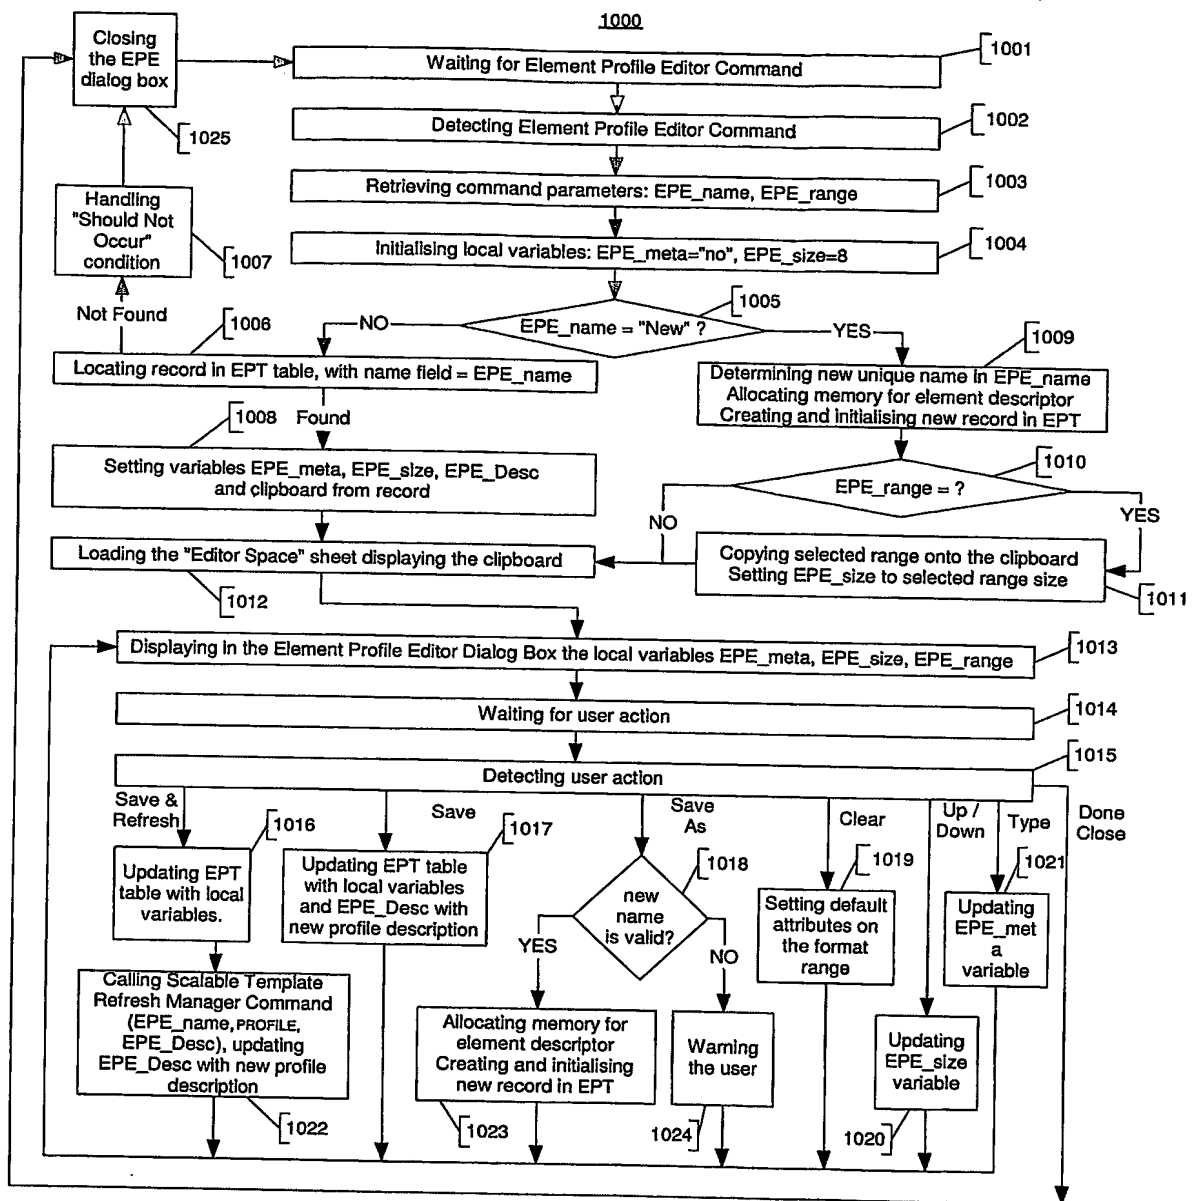 1000
Closing
the EPE
dialog box
1025
Waiting for Element Profile Editor Command
1001
Detecting Element Profile Editor Command
1002
Retrieving command parameters: EPE_name, EPE_range
1003
Initialising local variables: EPE_meta="no", EPE_size=8
1004
Handling
"Should Not
Occur"
condition
1007
Not Found
EPE_name = "New" ?
1005
NO
YES
1006
Locating record in EPT table, with name field = EPE_name
1009
Determining new unique name in EPE_name
Allocating memory for element descriptor
Creating and initialising new record in EPT
1008
Found
Setting variables EPE_meta, EPE_size, EPE_Desc
and clipboard from record
1010
EPE_range = ?
NO
YES
Loading the "Editor Space" sheet displaying the clipboard
1012
Copying selected range onto the clipboard
Setting EPE_size to selected range size
1011
Displaying in the Element Profile Editor Dialog Box the local variables EPE_meta, EPE_size, EPE_range
1013
Waiting for user action
1014
Detecting user action
1015
Save &
Refresh
Save
Save
As
Clear
Up /
Down
Type
Done
Close
1016
Updating EPT
table with local
variables.
1017
Updating EPT table
with local variables
and EPE_Desc with
new profile description
1018
new
name
is valid?
YES
NO
1019
Setting default
attributes on
the format
range
1021
Updating
EPE_met
a
variable
Calling Scalable Template
Refresh Manager Command
(EPE_name, PROFILE,
EPE_Desc), updating
EPE_Desc with new profile
description
1022
Allocating memory for
element descriptor
Creating and initialising
new record in EPT
1023
Warning
the user
1024
Updating
EPE_size
variable
1020